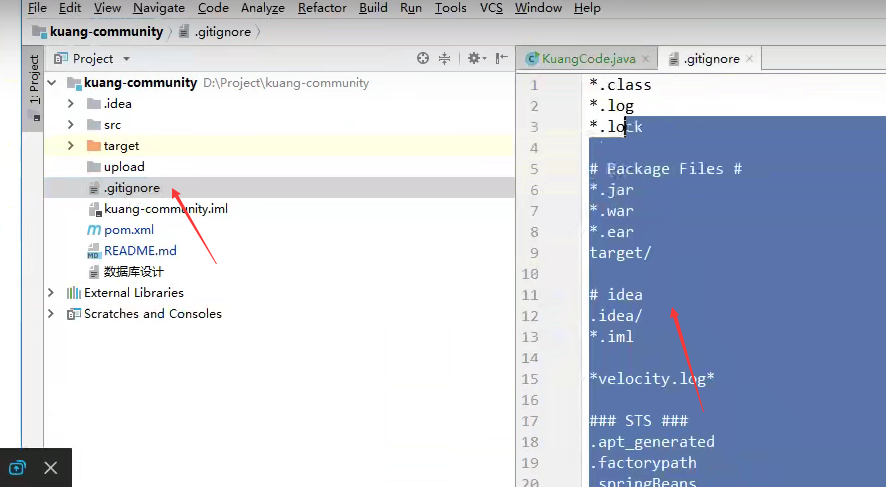 File Edit View Navigate Code Analyze Refactor Build Run Tools VCS Window Help
kuang-community .gitignore
1: Project
Project
kuang-community D:\Project\kuang-community
.idea
src
target
upload
.gitignore
kuang-community.iml
pom.xml
README.md
数据库设计
External Libraries
Scratches and Consoles
KuangCode.java .gitignore
1 *.class
2 *.log
3 *.lock
4
5 # Package Files #
6 *.jar
7 *.war
8 *.ear
9 target/
10
11 # idea
12 .idea/
13 *.iml
14
15 *velocity.log*
16
17 ### STS ###
18 .apt_generated
19 .factorypath
20 .springBeans